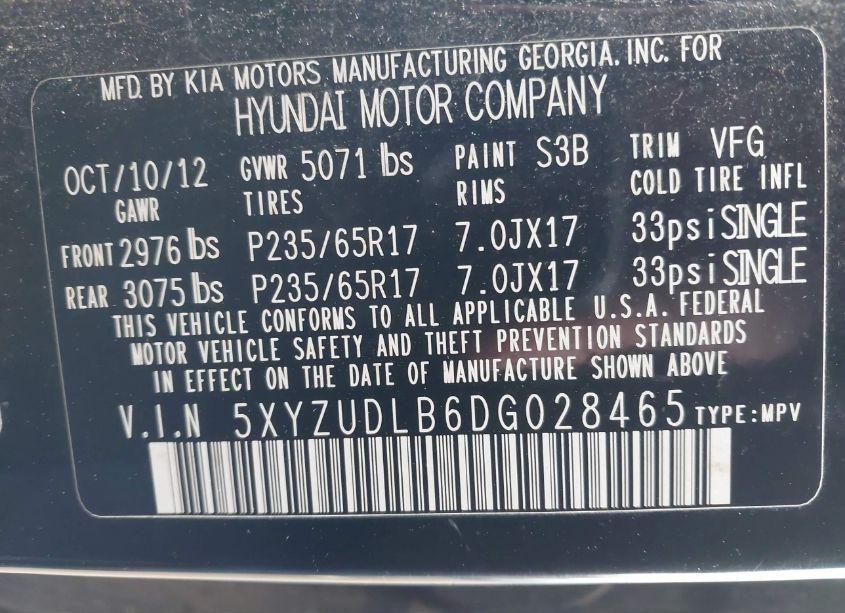 MFD. BY KIA MOTORS MANUFACTURING GEORGIA. INC. FOR
HYUNDAI MOTOR COMPANY
OCT/10/12 GVWR 5071 lbs PAINT S3B TRIM VFG
GAWR TIRES RIMS COLD TIRE INFL
FRONT 2976 lbs P235/65R17 7.0JX17 33psi SINGLE
REAR 3075 lbs P235/65R17 7.0JX17 33psi SINGLE
THIS VEHICLE CONFORMS TO ALL APPLICABLE U.S.A. FEDERAL
MOTOR VEHICLE SAFETY AND THEFT PREVENTION STANDARDS
IN EFFECT ON THE DATE OF MANUFACTURE SHOWN ABOVE
V.I.N 5XYZUDLB6DG028465 TYPE:MPV